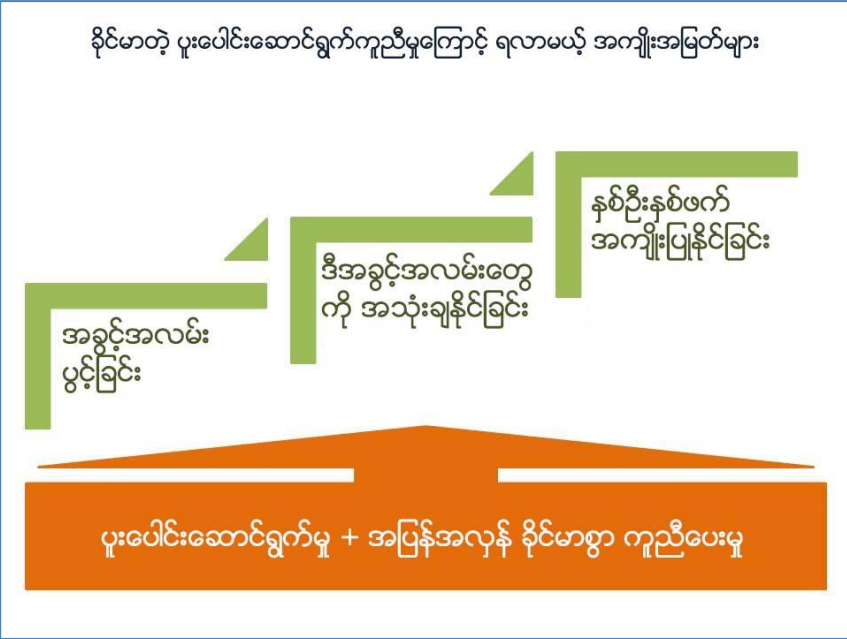 ခိုင်မာတဲ့ ပူးပေါင်းဆောင်ရွက်ကူညီမှုကြောင့် ရလာမယ့် အကျိုးအမြတ်များ
အခွင့်အလမ်း
ပွင့်ခြင်း
ဒီအခွင့်အလမ်းတွေ
ကို အသုံးချနိုင်ခြင်း
နှစ်ဦးနှစ်ဖက်
အကျိုးပြုနိုင်ခြင်း
ပူးပေါင်းဆောင်ရွက်မှု + အပြန်အလှန် ခိုင်မာစွာ ကူညီပေးမှု